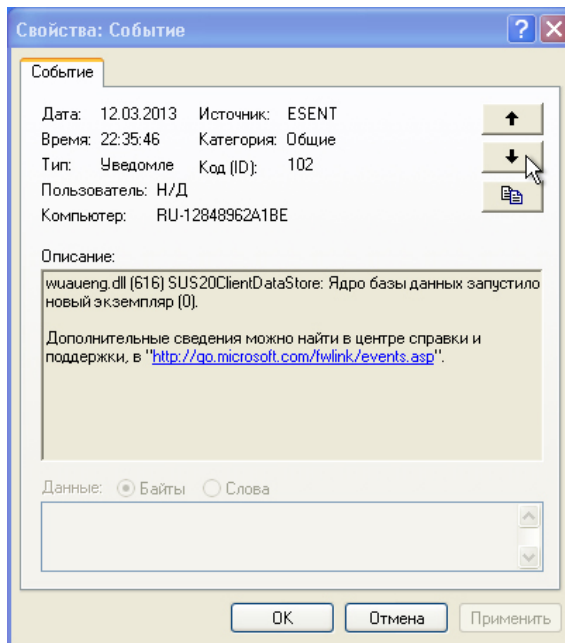 Свойства: Событие
Событие
Дата: 12.03.2013 Источник: ESENT
Время: 22:35:46 Категория: Общие
Тип: Уведомле Код (ID): 102
Пользователь: Н/Д
Компьютер: RU-12848962A1BE
Описание:
wuaueng.dll (616) SUS20ClientDataStore: Ядро базы данных запустило
новый экземпляр (0).
Дополнительные сведения можно найти в центре справки и
поддержки, в "http://go.microsoft.com/fwlink/events.asp".
Данные: Байты Слова
ОК Отмена Применить